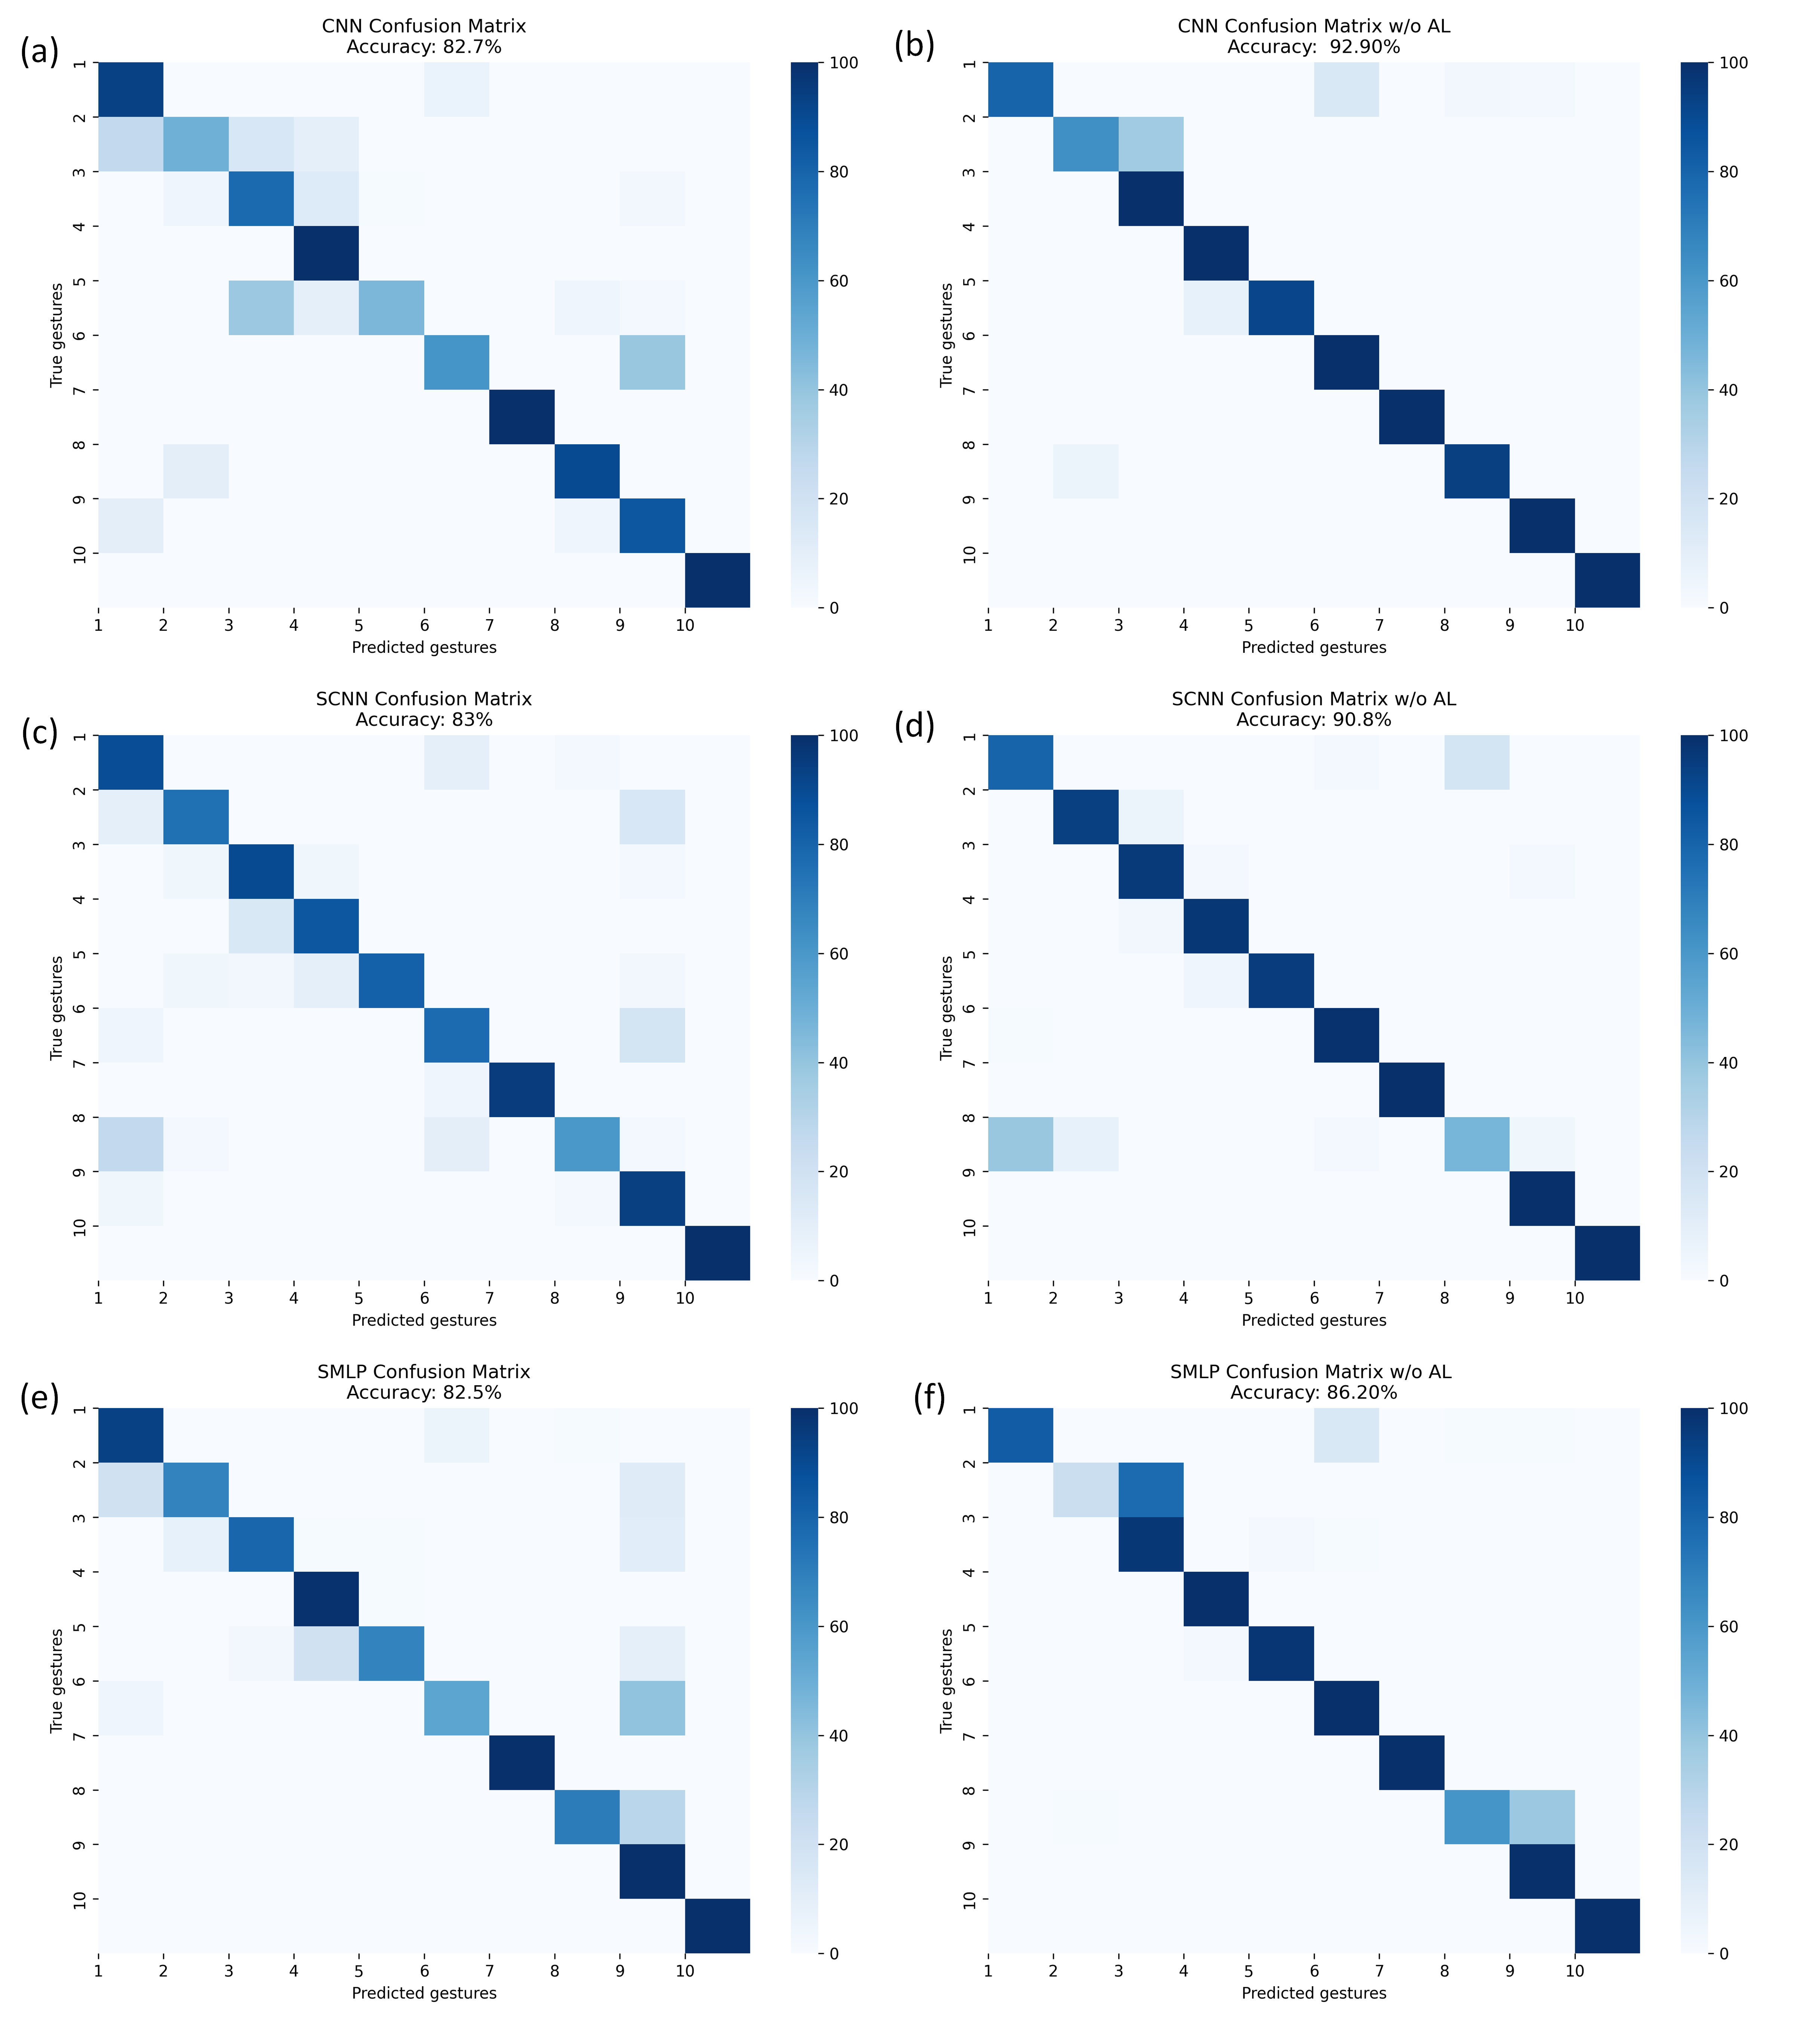 (a)
CNN Confusion Matrix
Accuracy: 82.7%
1
2
3
4
5
6
7
8
9
10
True gestures
1 2 3 4 5 6 7 8 9 10
Predicted gestures
100
80
60
40
20
0
(b)
CNN Confusion Matrix w/o AL
Accuracy: 92.90%
1
2
3
4
5
6
7
8
9
10
True gestures
1 2 3 4 5 6 7 8 9 10
Predicted gestures
100
80
60
40
20
0
(c)
SCNN Confusion Matrix
Accuracy: 83%
1
2
3
4
5
6
7
8
9
10
True gestures
1 2 3 4 5 6 7 8 9 10
Predicted gestures
100
80
60
40
20
0
(d)
SCNN Confusion Matrix w/o AL
Accuracy: 90.8%
1
2
3
4
5
6
7
8
9
10
True gestures
1 2 3 4 5 6 7 8 9 10
Predicted gestures
100
80
60
40
20
0
(e)
SMLP Confusion Matrix
Accuracy: 82.5%
1
2
3
4
5
6
7
8
9
10
True gestures
1 2 3 4 5 6 7 8 9 10
Predicted gestures
100
80
60
40
20
0
(f)
SMLP Confusion Matrix w/o AL
Accuracy: 86.20%
1
2
3
4
5
6
7
8
9
10
True gestures
1 2 3 4 5 6 7 8 9 10
Predicted gestures
100
80
60
40
20
0